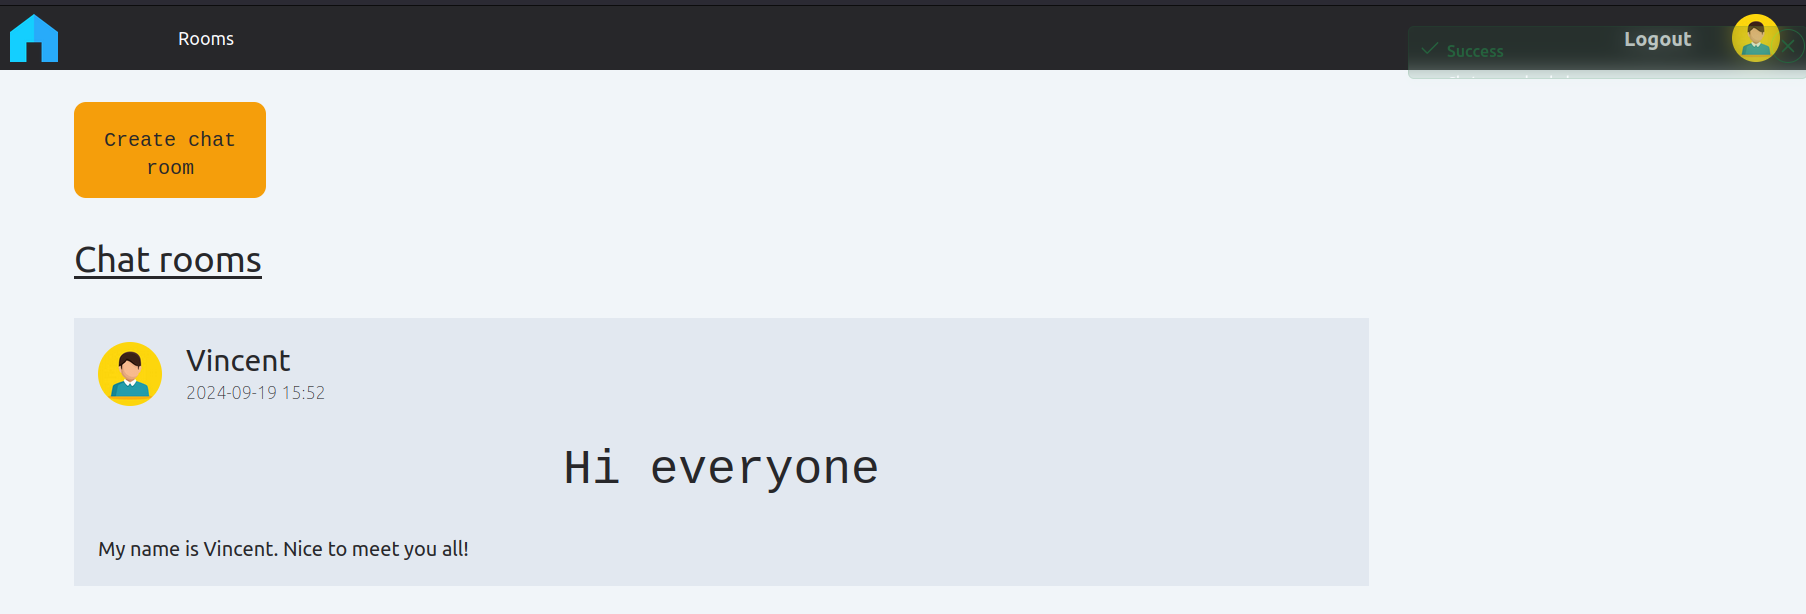 Rooms
Logout
Success
Create chat
room
Chat rooms
Vincent
2024-09-19 15:52
Hi everyone
My name is Vincent. Nice to meet you all!